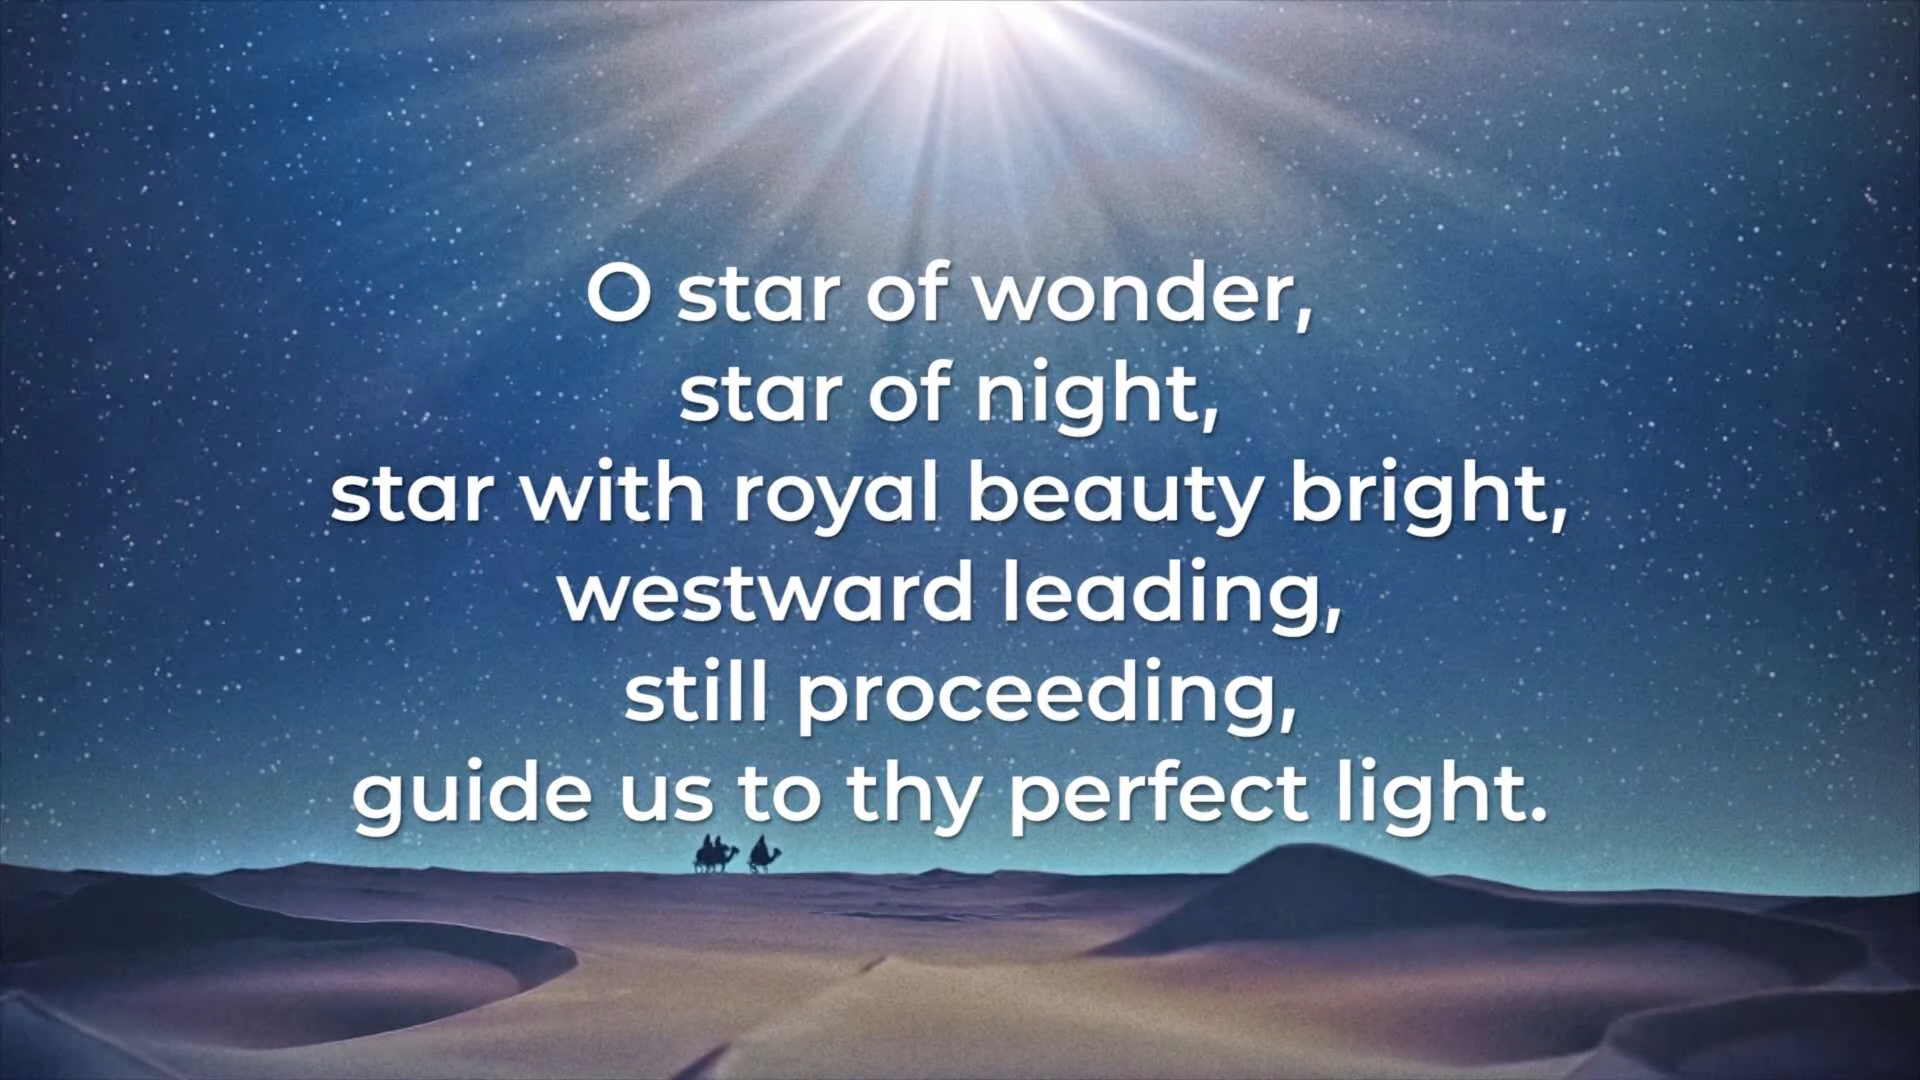 O star of wonder,
star of night,
star with royal beauty bright,
westward leading,
still proceeding,
guide us to thy perfect light.